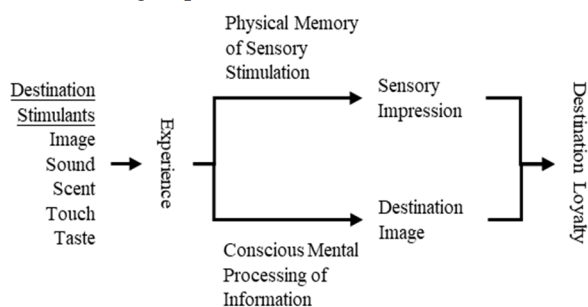 Physical Memory
of Sensory
Stimulation
Destination
Stimulants
Image
Sound
Scent
Touch
Taste
Experience
Sensory
Impression
Destination
Image
Destination Loyalty
Conscious Mental
Processing of
Information